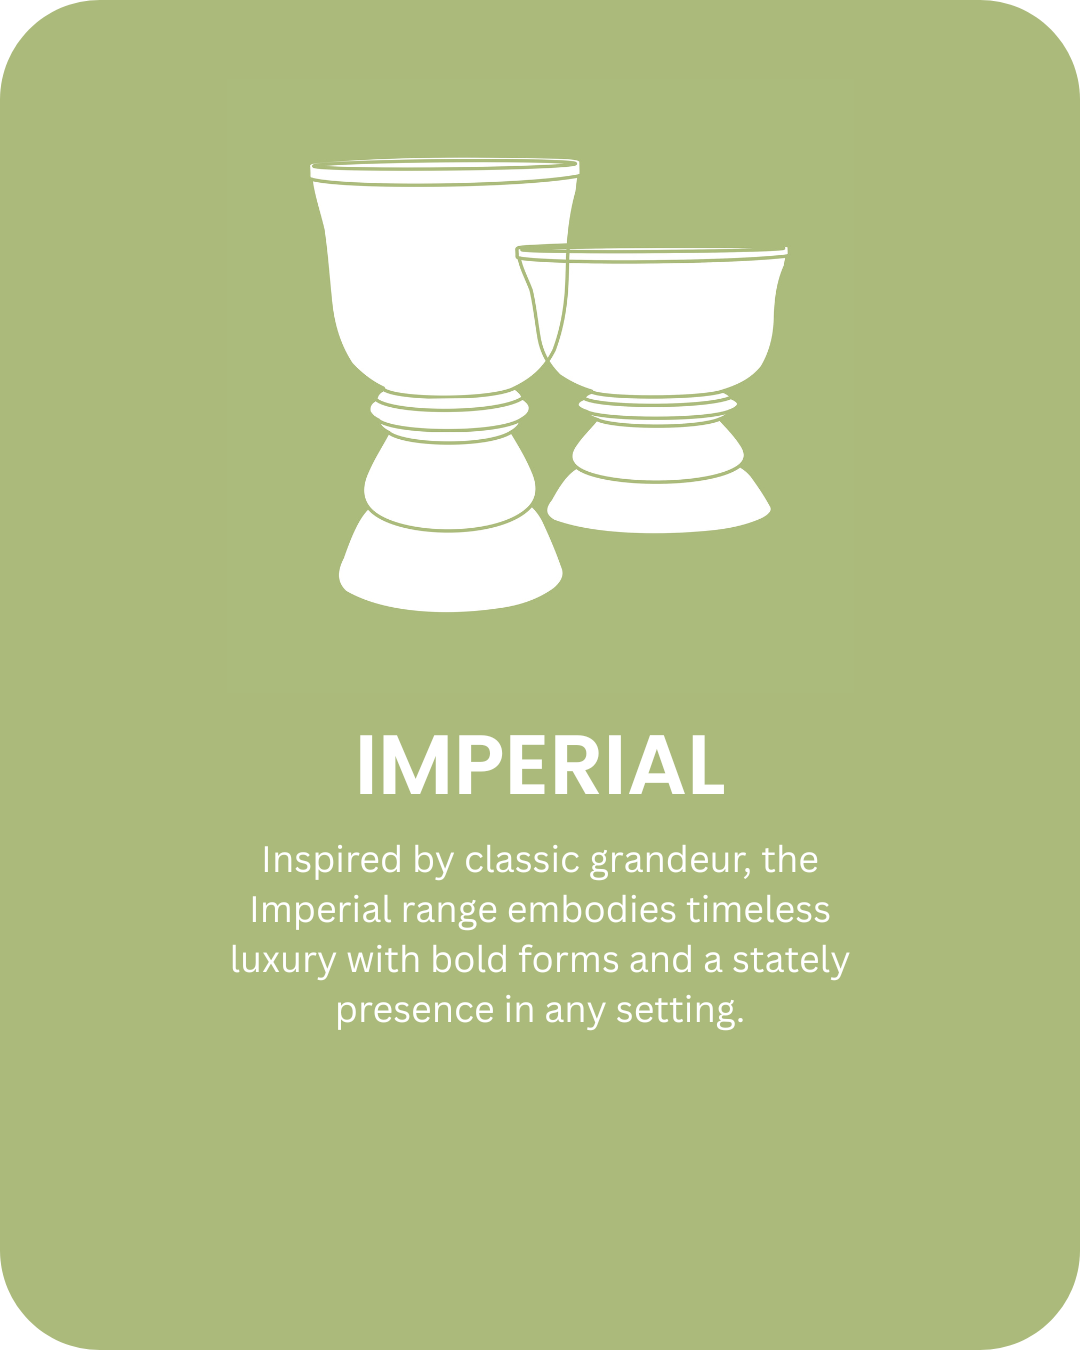 IMPERIAL
Inspired by classic grandeur, the
Imperial range embodies timeless
luxury with bold forms and a stately
presence in any setting.